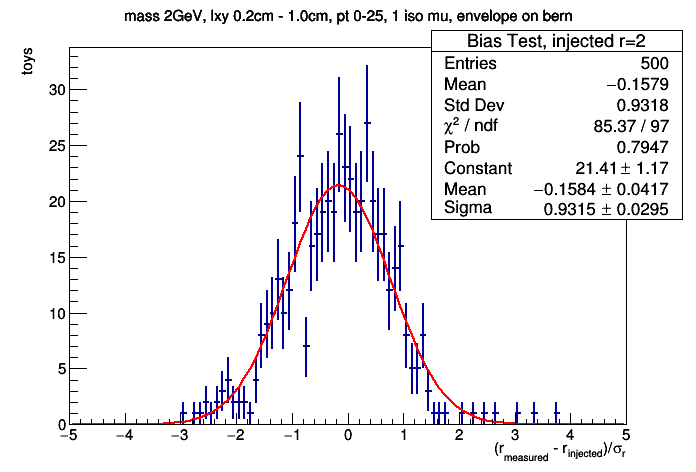 mass 2GeV, lxy 0.2cm - 1.0cm, pt 0-25, 1 iso mu, envelope on bern
toys
Bias Test, injected r=2
Entries 500
Mean −0.1579
Std Dev 0.9318
χ² / ndf 85.37 / 97
Prob 0.7947
Constant 21.41 ± 1.17
Mean −0.1584 ± 0.0417
Sigma 0.9315 ± 0.0295
30
25
20
15
10
5
0
−5 −4 −3 −2 −1 0 1 2 3 4 5
(r_measured - r_injected)/σ_r